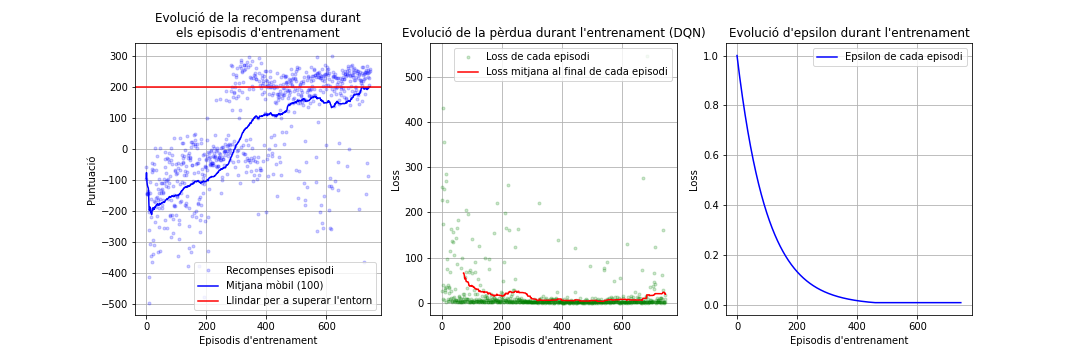 Evolució de la recompensa durant
els episodis d'entrenament
300
200
100
0
−100
−200
−300
−400
−500
Puntuació
Recompenses episodi
Mitjana mòbil (100)
Llindar per a superar l'entorn
0
200
400
600
Episodis d'entrenament
Evolució de la pèrdua durant l'entrenament (DQN)
Loss de cada episodi
Loss mitjana al final de cada episodi
500
400
300
200
100
0
Loss
0
200
400
600
Episodis d'entrenament
Evolució d'epsilon durant l'entrenament
Epsilon de cada episodi
1.0
0.8
0.6
0.4
0.2
0.0
Loss
0
200
400
600
Episodis d'entrenament